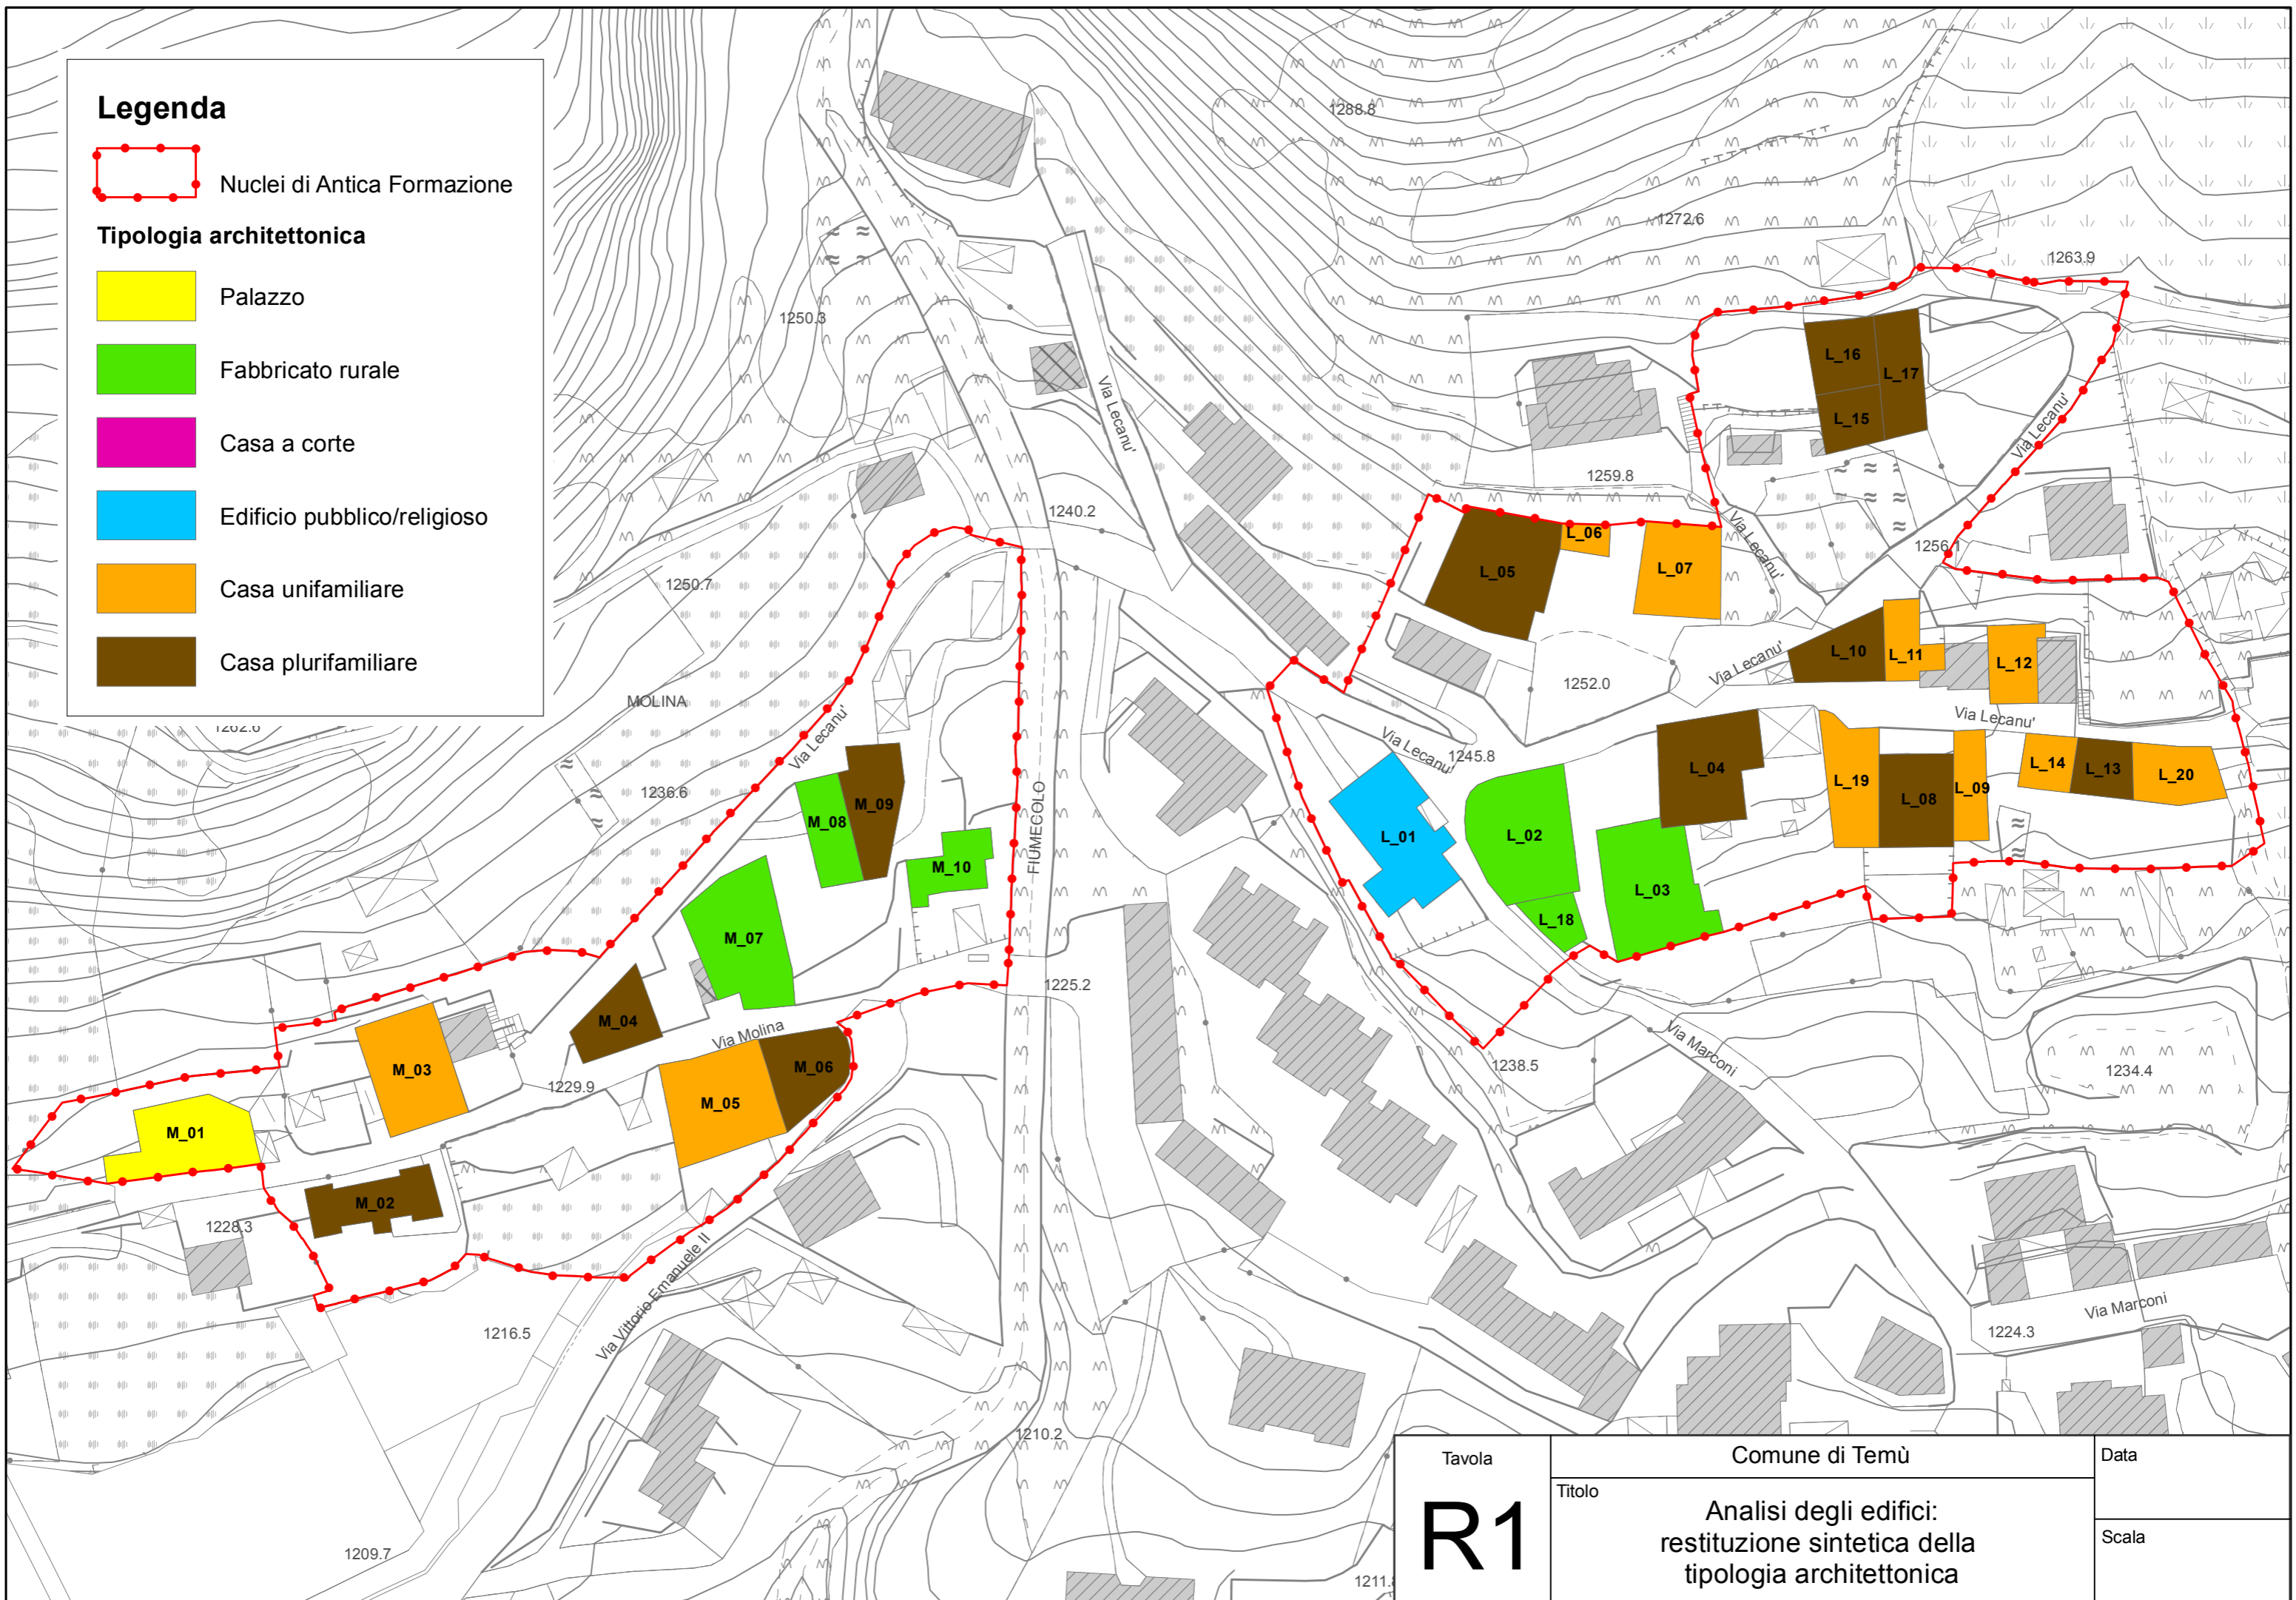 Legenda
Nuclei di Antica Formazione
Tipologia architettonica
Palazzo
Fabbricato rurale
Casa a corte
Edificio pubblico/religioso
Casa unifamiliare
Casa plurifamiliare
1288.8
1272.6
1263.9
1250.3
L_16
L_17
L_15
Via Lecanu'
Via Lecanu'
1259.8
1240.2
L_06
L_05
L_07
Via Lecanu'
1256.1
1250.7
L_10
L_11
L_12
Via Lecanu'
1252.0
MOLINA
Via Lecanu'
Via Lecanu'
Via Lecanu'
1245.8
1262.6
1236.6
L_04
L_19
L_08
L_09
L_14
L_13
L_20
M_09
M_08
M_10
FIUMECOLO
L_01
L_02
L_03
L_18
M_07
M_04
Via Molina
1225.2
M_03
M_06
M_05
1229.9
1238.5
Via Marconi
1234.4
M_01
M_02
1228.3
Via Vittorio Emanuele II
1216.5
Via Marconi
1224.3
1210.2
1209.7
1211.8
Tavola
R1
Comune di Temù
Titolo
Analisi degli edifici:
restituzione sintetica della
tipologia architettonica
Data
Scala